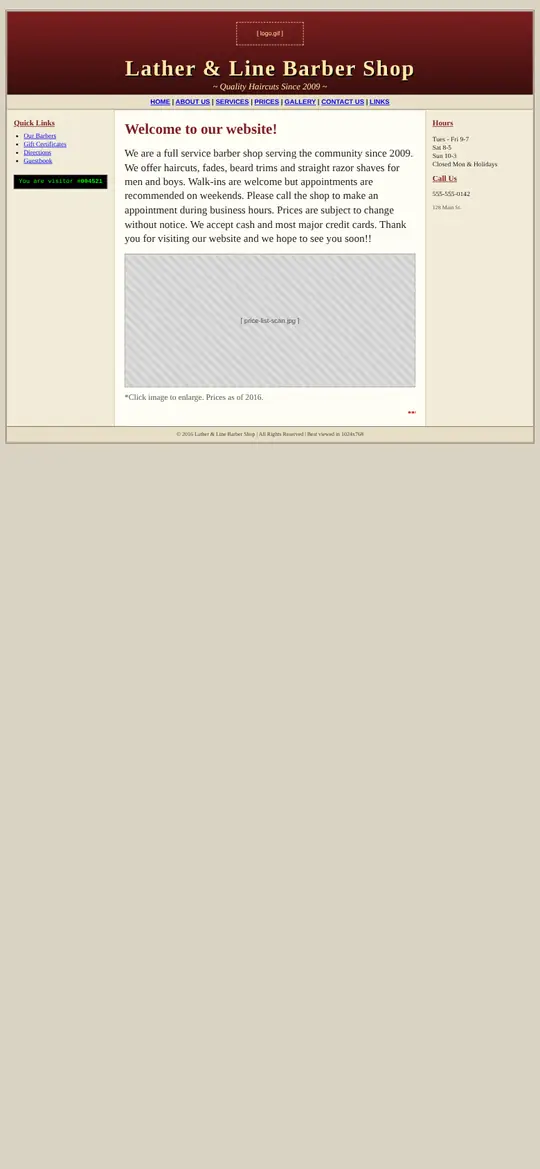 [ logo.gif ]
Lather & Line Barber Shop
~ Quality Haircuts Since 2009 ~
HOME | ABOUT US | SERVICES | PRICES | GALLERY | CONTACT US | LINKS
Quick Links
Our Barbers
Gift Certificates
Directions
Guestbook
You are visitor #004521
Welcome to our website!
We are a full service barber shop serving the community since 2009.
We offer haircuts, fades, beard trims and straight razor shaves for
men and boys. Walk-ins are welcome but appointments are
recommended on weekends. Please call the shop to make an
appointment during business hours. Prices are subject to change
without notice. We accept cash and most major credit cards. Thank
you for visiting our website and we hope to see you soon!!
[ price-list-scan.jpg ]
*Click image to enlarge. Prices as of 2016.
Hours
Tues - Fri 9-7
Sat 8-5
Sun 10-3
Closed Mon & Holidays
Call Us
555-555-0142
128 Main St.
© 2016 Lather & Line Barber Shop | All Rights Reserved | Best viewed in 1024x768